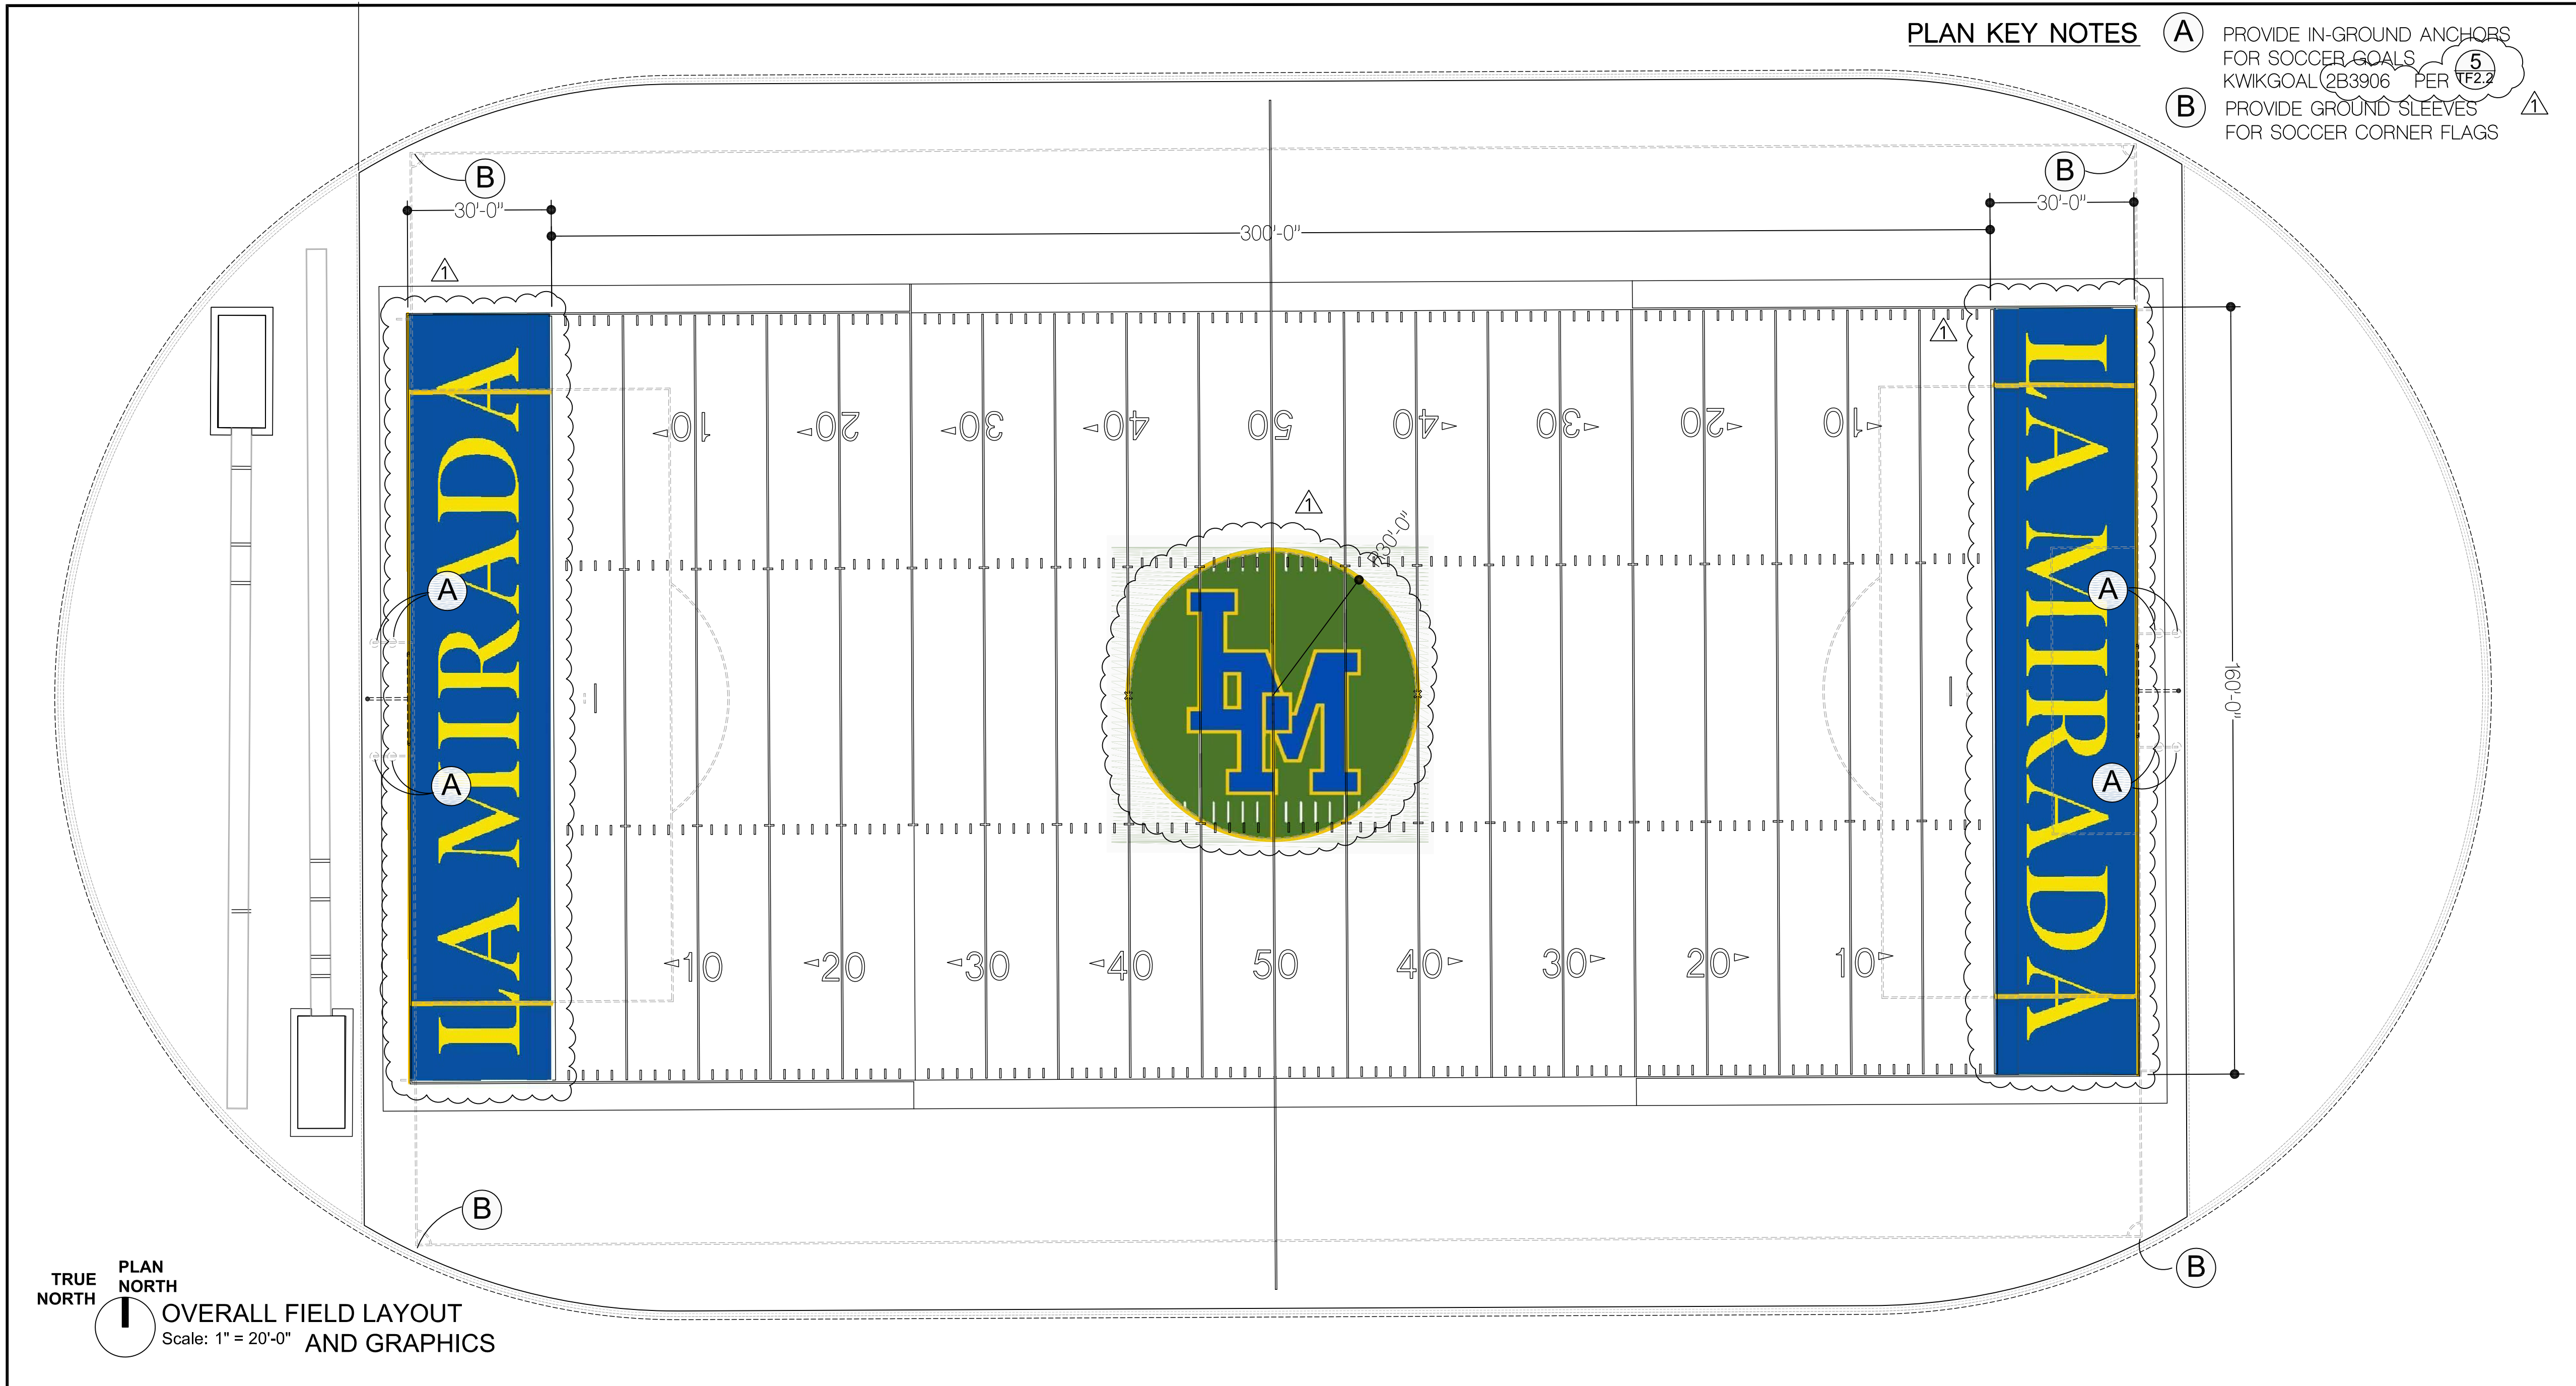 PLAN KEY NOTES
A PROVIDE IN-GROUND ANCHORS
FOR SOCCER GOALS
KWIKGOAL 2B3906 PER 5
TF2.2
B PROVIDE GROUND SLEEVES
FOR SOCCER CORNER FLAGS
1
B
B
30'-0"
30'-0"
300'-0"
1
1
10 20 30 40 50 40 30 20 10
1
R30'-0"
LA MIRADA
LM
LA MIRADA
A
A
A
A
160'-0"
10 20 30 40 50 40 30 20 10
B
B
TRUE
NORTH
PLAN
NORTH
OVERALL FIELD LAYOUT
AND GRAPHICS
Scale: 1" = 20'-0"